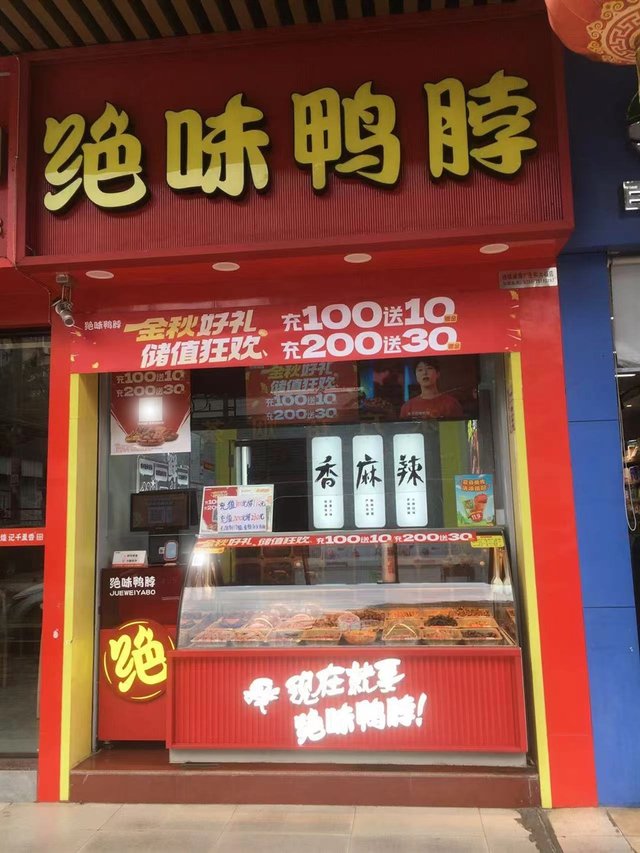 绝味鸭脖
绝味鸭脖
金秋好礼、
储值狂欢、
充100送10
充200送30
充100送10
充200送30
金秋好礼
储值狂欢
充100送10
充200送30
香 麻 辣
金秋好礼 储值狂欢、 充100送10 充200送30
绝味鸭脖
JUEWEIYABO
绝
现在就要
绝味鸭脖!